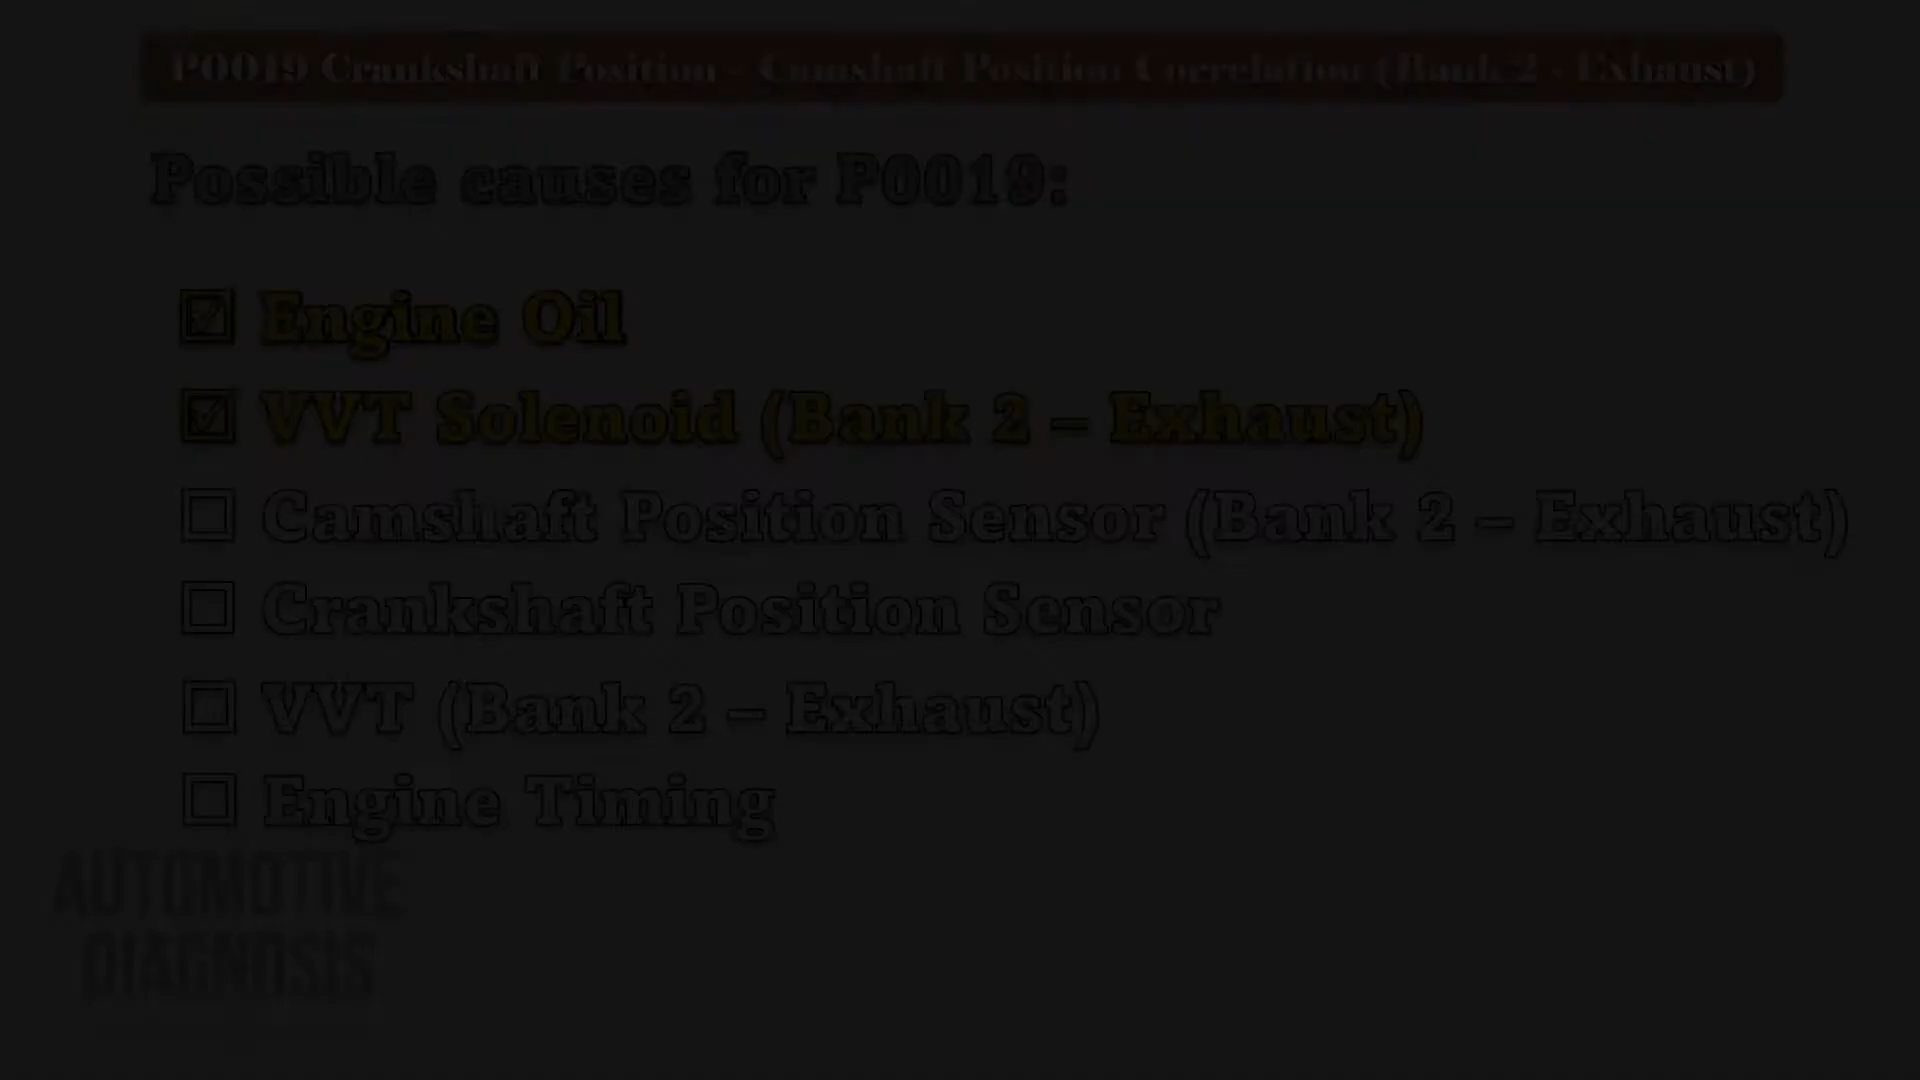 P0019 Crankshaft Position - Camshaft Position Correlation (Bank 2 - Exhaust)
Possible causes for P0019:
☑ Engine Oil
☑ VVT Solenoid (Bank 2 – Exhaust)
☐ Camshaft Position Sensor (Bank 2 – Exhaust)
☐ Crankshaft Position Sensor
☐ VVT (Bank 2 – Exhaust)
☐ Engine Timing
AUTOMOTIVE
DIAGNOSIS